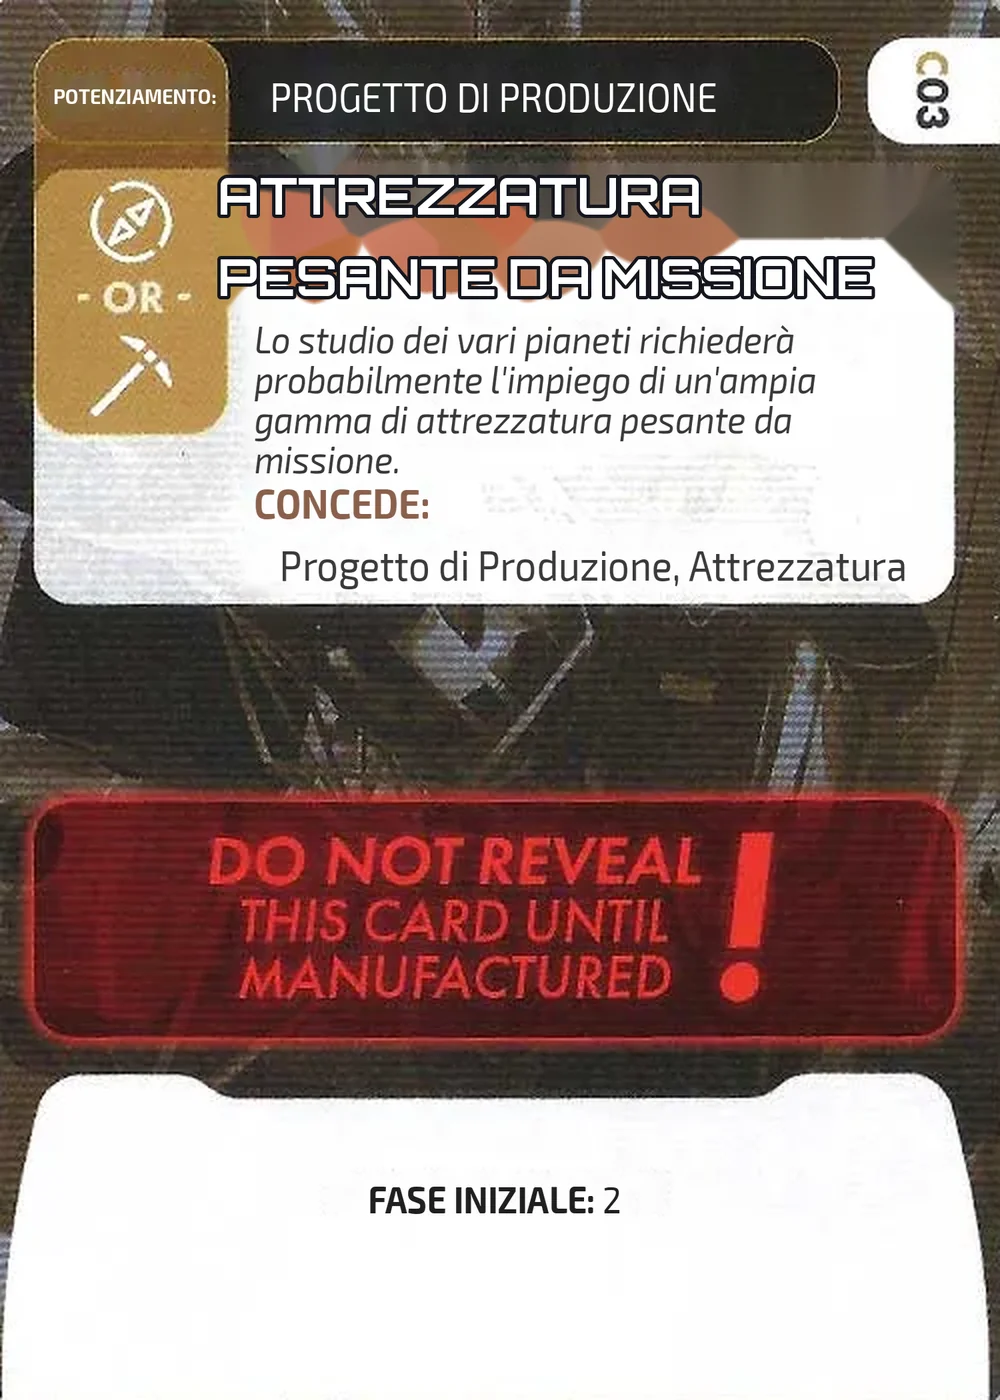 POTENZIAMENTO:
PROGETTO DI PRODUZIONE
C03
ATTREZZATURA
PESANTE DA MISSIONE
- OR -
Lo studio dei vari pianeti richiederà
probabilmente l'impiego di un'ampia
gamma di attrezzatura pesante da
missione.
CONCEDE:
Progetto di Produzione, Attrezzatura
DO NOT REVEAL
THIS CARD UNTIL
MANUFACTURED
!
FASE INIZIALE: 2